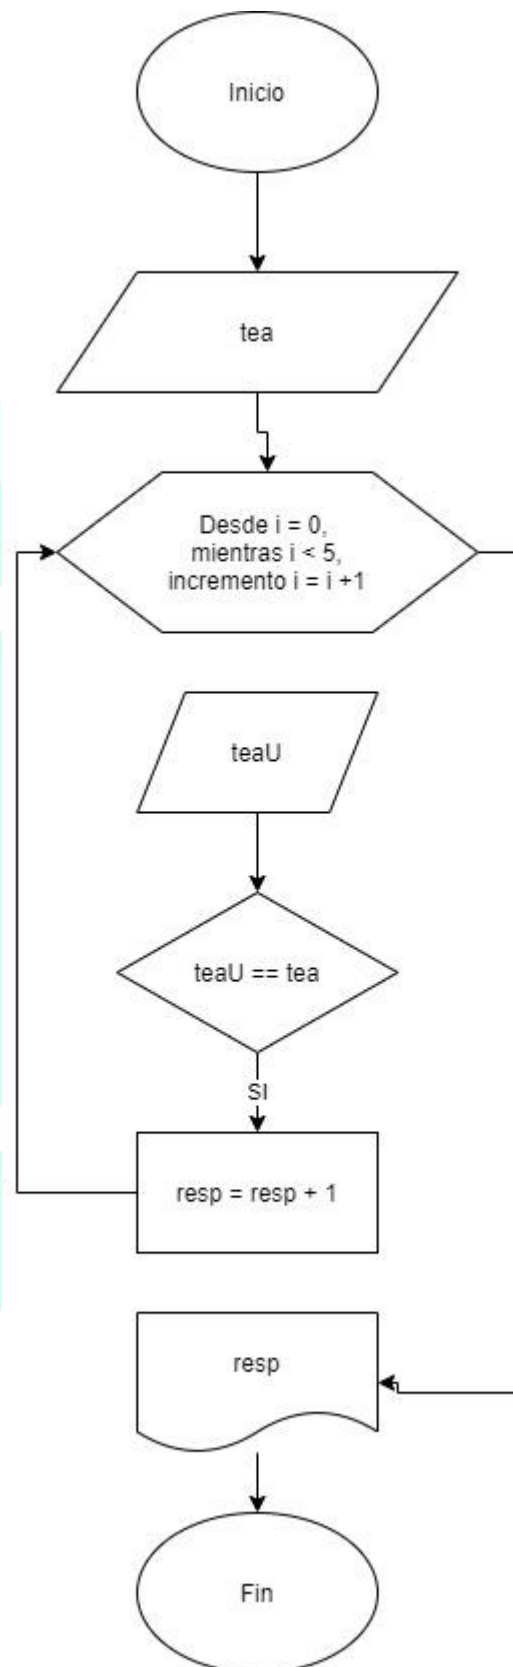 Inicio
tea
Desde i = 0,
mientras i < 5,
incremento i = i +1
teaU
teaU == tea
SI
resp = resp + 1
resp
Fin